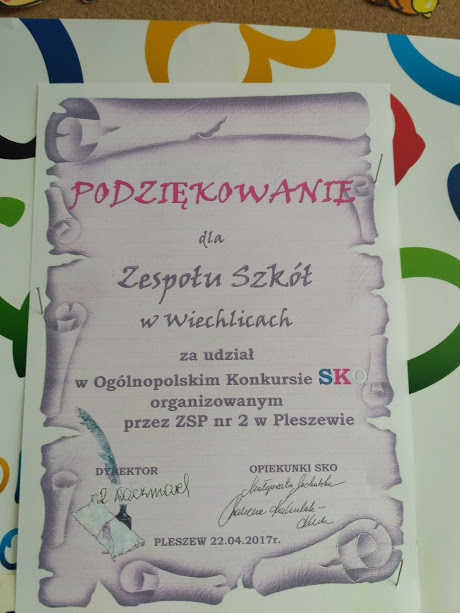 PODZIĘKOWANIE
dla
Zespołu Szkół
w Wiechlicach
za udział
w Ogólnopolskim Konkursie SKO
organizowanym
przez ZSP nr 2 w Pleszewie
DYREKTOR
OPIEKUNKI SKO
Małgorzata
PLESZEW 22.04.2017r.